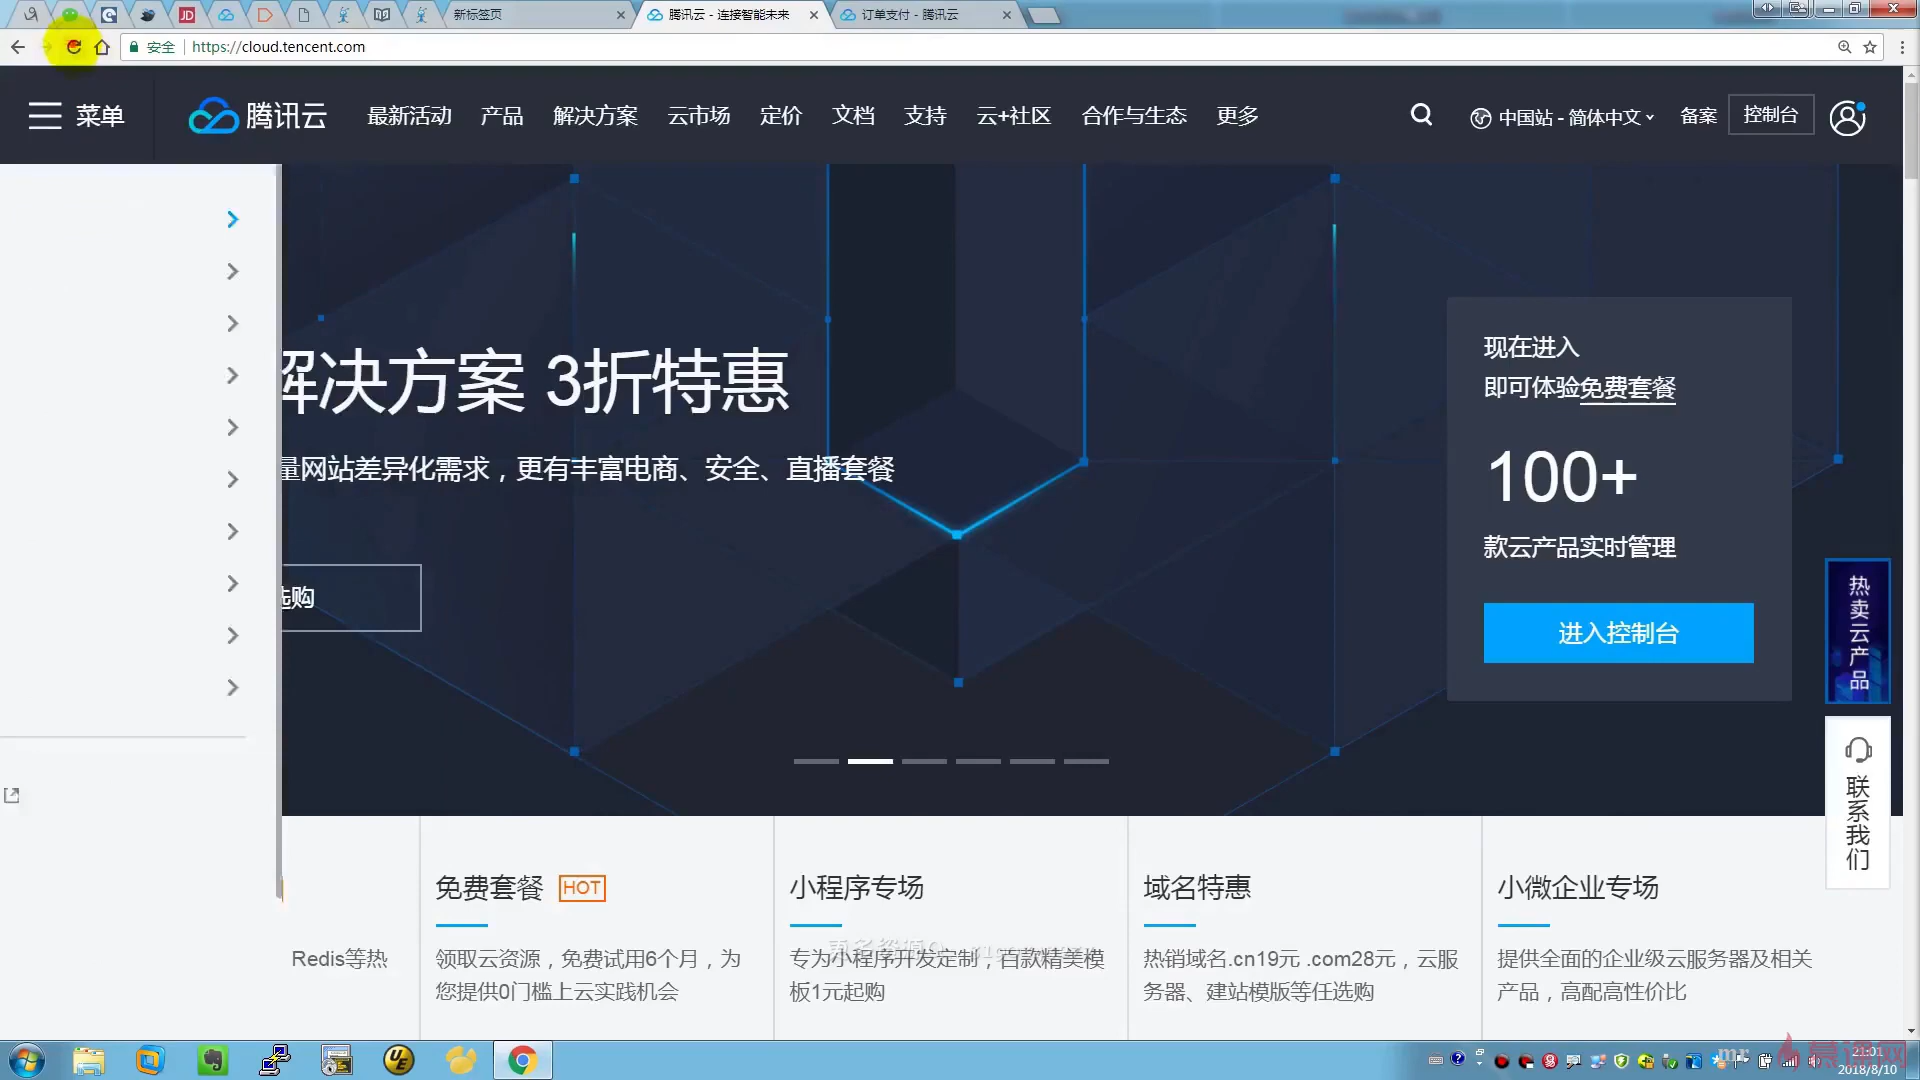 新标签页
腾讯云 - 连接智能未来
订单支付 - 腾讯云
安全
https://cloud.tencent.com
菜单
腾讯云
最新活动 产品 解决方案 云市场 定价 文档 支持 云+社区 合作与生态 更多
中国站 - 简体中文
备案
控制台
解决方案 3折特惠
量网站差异化需求，更有丰富电商、安全、直播套餐
选购
现在进入
即可体验免费套餐
100+
款云产品实时管理
进入控制台
热卖云产品
联系我们
Redis等热
免费套餐 HOT
领取云资源，免费试用6个月，为
您提供0门槛上云实践机会
小程序专场
专为小程序开发定制，百款精美模
板1元起购
域名特惠
热销域名.cn19元 .com28元，云服
务器、建站模版等任选购
小微企业专场
提供全面的企业级云服务器及相关
产品，高配高性价比
21:01
2018/8/10